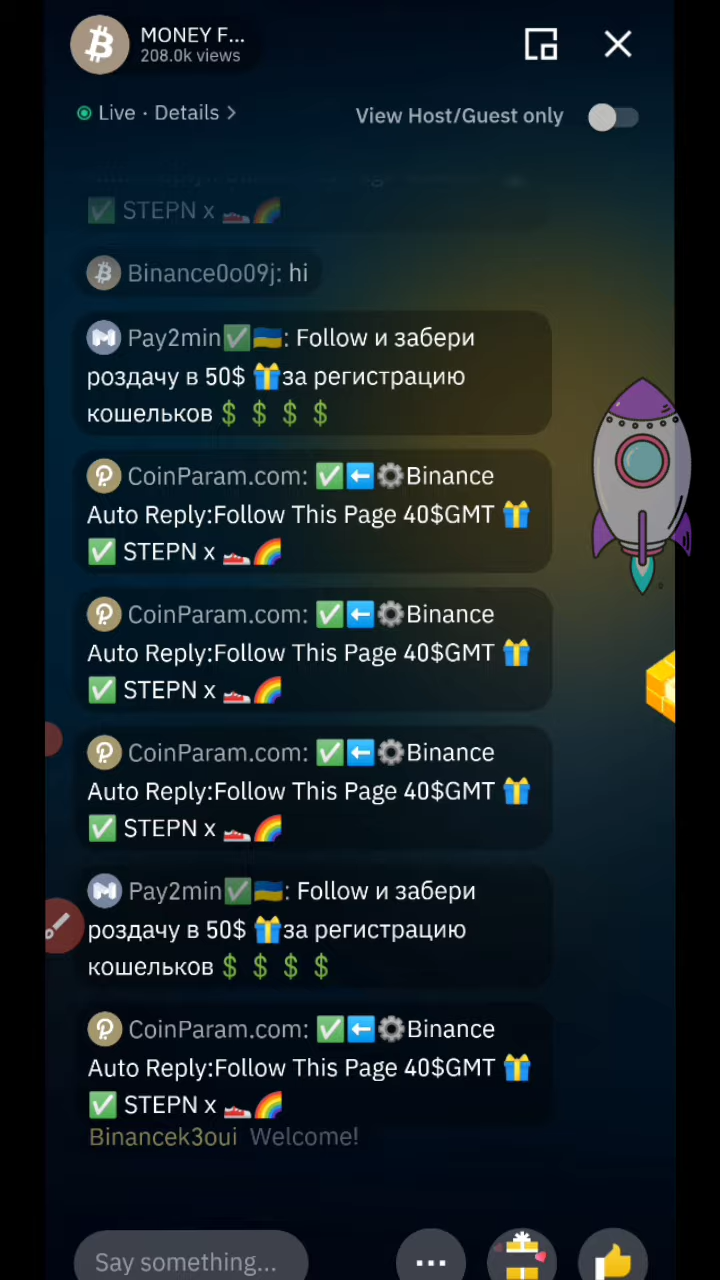 MONEY F...
208.0k views
Live · Details >
View Host/Guest only
✅ STEPN x 👟🌈
Binance0o09j: hi
Pay2min✅🇺🇦: Follow и забери
роздачу в 50$ 🎁за регистрацию
кошельков 💲 💲 💲 💲
CoinParam.com: ✅⬅️⚙️Binance
Auto Reply:Follow This Page 40$GMT 🎁
✅ STEPN x 👟🌈
CoinParam.com: ✅⬅️⚙️Binance
Auto Reply:Follow This Page 40$GMT 🎁
✅ STEPN x 👟🌈
CoinParam.com: ✅⬅️⚙️Binance
Auto Reply:Follow This Page 40$GMT 🎁
✅ STEPN x 👟🌈
Pay2min✅🇺🇦: Follow и забери
роздачу в 50$ 🎁за регистрацию
кошельков 💲 💲 💲 💲
CoinParam.com: ✅⬅️⚙️Binance
Auto Reply:Follow This Page 40$GMT 🎁
✅ STEPN x 👟🌈
Binancek3oui Welcome!
Say something...